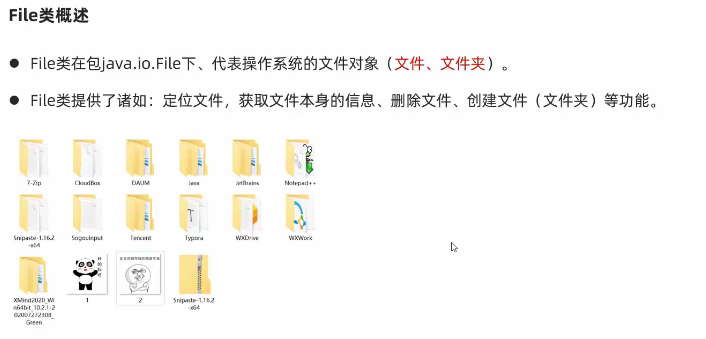 File类概述
● File类在包java.io.File下、代表操作系统的文件对象（文件、文件夹）。
● File类提供了诸如：定位文件，获取文件本身的信息、删除文件、创建文件（文件夹）等功能。
7-Zip CloudBox DAUM Java JetBrains Notepad++
Snipaste-1.16.2 SogouInput Tencent Typora WXDrive WXWork
-x64
XMind2020_Wi 1 2 Snipaste-1.16.2
n64bit_10.2.1-2 -x64
02007272308_
Green